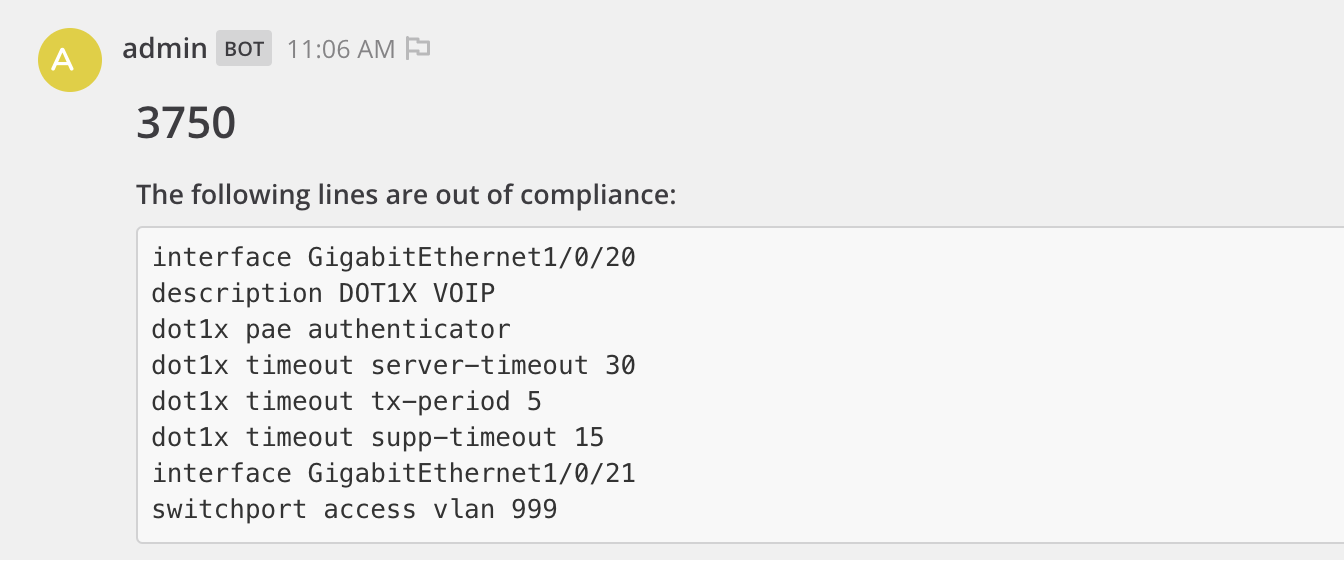 A
admin BOT 11:06 AM
3750
The following lines are out of compliance:
interface GigabitEthernet1/0/20
description DOT1X VOIP
dot1x pae authenticator
dot1x timeout server-timeout 30
dot1x timeout tx-period 5
dot1x timeout supp-timeout 15
interface GigabitEthernet1/0/21
switchport access vlan 999